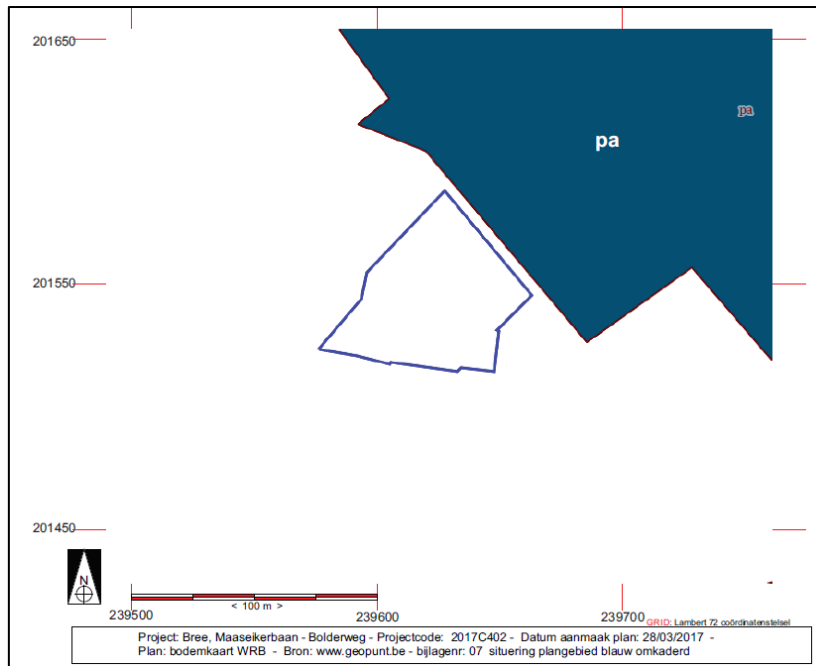 201650
pa
pa
201550
201450
N
< 100 m >
239500
239600
239700
GRID: Lambert 72 coördinatenstelsel
Project: Bree, Maaseikerbaan - Bolderweg - Projectcode: 2017C402 - Datum aanmaak plan: 28/03/2017 -
Plan: bodemkaart WRB - Bron: www.geopunt.be - bijlagenr: 07 situering plangebied blauw omkaderd